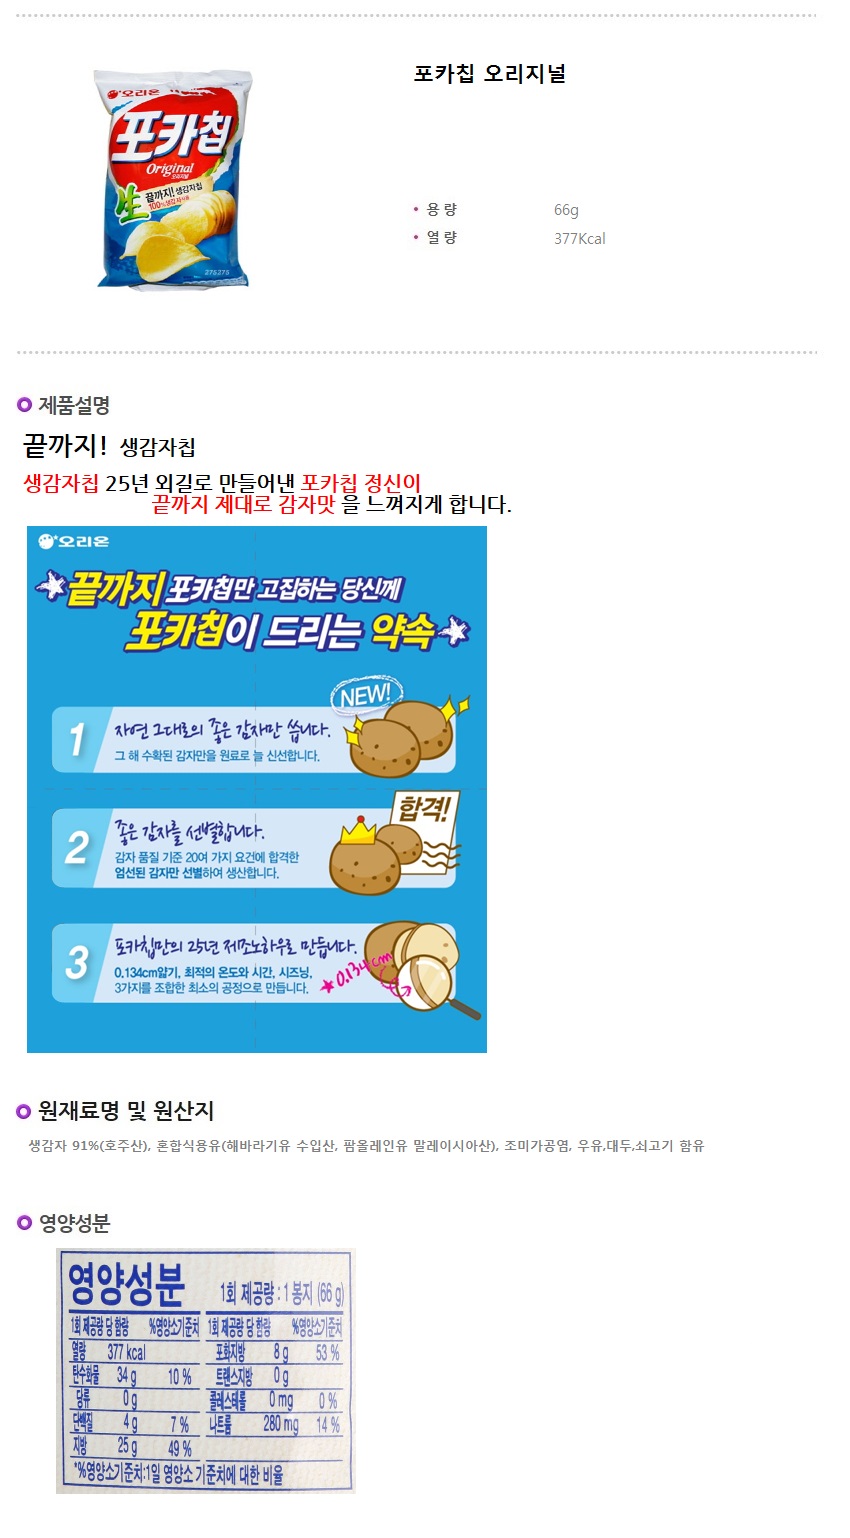 오리온
포카칩
Original
오리지널
生
끝까지! 생감자칩
100% 생감자
275275
포카칩 오리지널
• 용 량 66g
• 열 량 377Kcal
제품설명
끝까지! 생감자칩
생감자칩 25년 외길로 만들어낸 포카칩 정신이
끝까지 제대로 감자맛 을 느껴지게 합니다.
오리온
끝까지 포카칩만 고집하는 당신께
포카칩이 드리는 약속
NEW!
1 자연 그대로의 좋은 감자만 씁니다.
그 해 수확된 감자만을 원료로 늘 신선합니다.
합격!
2 좋은 감자를 선별합니다.
감자 품질 기준 20여 가지 요건에 합격한
엄선된 감자만 선별하여 생산합니다.
3 포카칩만의 25년 제조노하우로 만듭니다.
0.134cm얇기, 최적의 온도와 시간, 시즈닝,
3가지를 조합한 최소의 공정으로 만듭니다.
★0.134cm
원재료명 및 원산지
생감자 91%(호주산), 혼합식용유(해바라기유 수입산, 팜올레인유 말레이시아산), 조미가공염, 우유,대두,쇠고기 함유
영양성분
영양성분 1회 제공량 : 1 봉지 (66 g)
1회 제공량 당 함량 %영양소기준치 1회 제공량 당 함량 %영양소기준치
열량 377 kcal 포화지방 8 g 53 %
탄수화물 34 g 10 % 트랜스지방 0 g
당류 0 g 콜레스테롤 0 mg 0 %
단백질 4 g 7 % 나트륨 280 mg 14 %
지방 25 g 49 %
*%영양소기준치:1일 영양소 기준치에 대한 비율